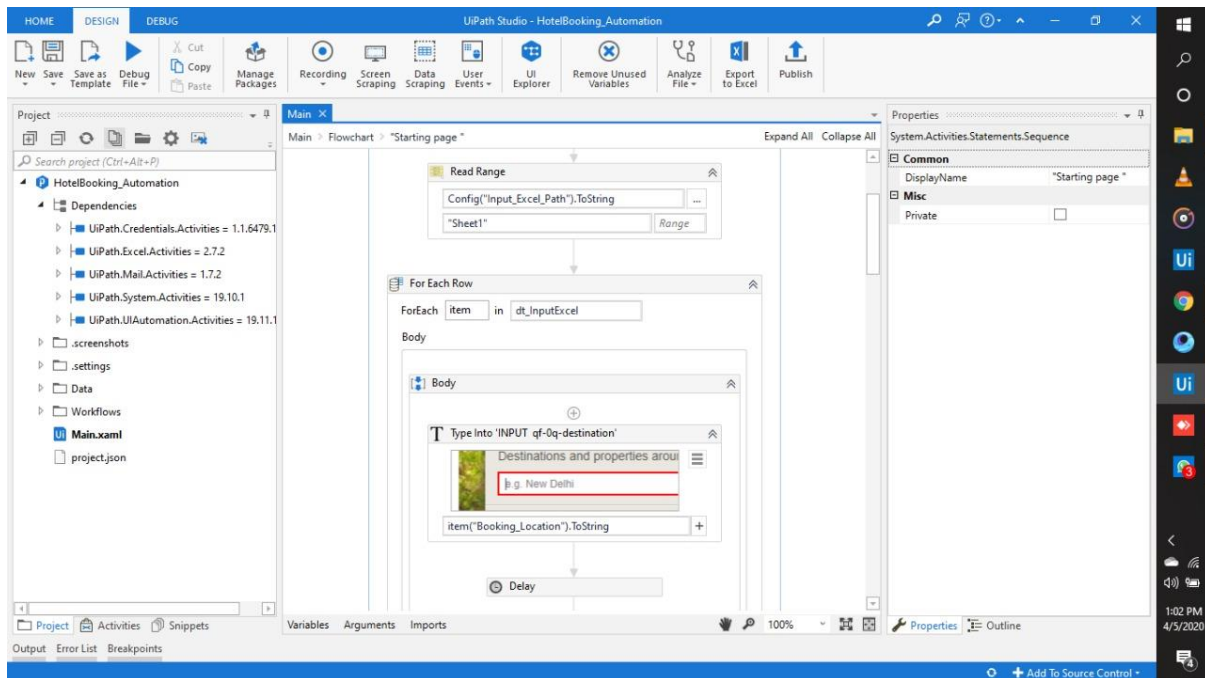 HOME DESIGN DEBUG UiPath Studio - HotelBooking_Automation
New Save Save as Template Debug File Cut Copy Paste Manage Packages Recording Screen Scraping Data Scraping User Events UI Explorer Remove Unused Variables Analyze File Export to Excel Publish
Project
Search project (Ctrl+Alt+P)
HotelBooking_Automation
Dependencies
UiPath.Credentials.Activities = 1.1.6479.1
UiPath.Excel.Activities = 2.7.2
UiPath.Mail.Activities = 1.7.2
UiPath.System.Activities = 19.10.1
UiPath.UIAutomation.Activities = 19.11.1
.screenshots
.settings
Data
Workflows
Main.xaml
project.json
Project Activities Snippets
Main
Main > Flowchart > "Starting page " Expand All Collapse All
Read Range
Config("Input_Excel_Path").ToString ...
"Sheet1" Range
For Each Row
ForEach item in dt_InputExcel
Body
Body
Type Into 'INPUT qf-0q-destination'
Destinations and properties arou
e.g. New Delhi
item("Booking_Location").ToString +
Delay
Variables Arguments Imports 100%
Properties
System.Activities.Statements.Sequence
Common
DisplayName "Starting page "
Misc
Private
Properties Outline
Output Error List Breakpoints
Add To Source Control
Ui
Ui
3
1:02 PM
4/5/2020
4